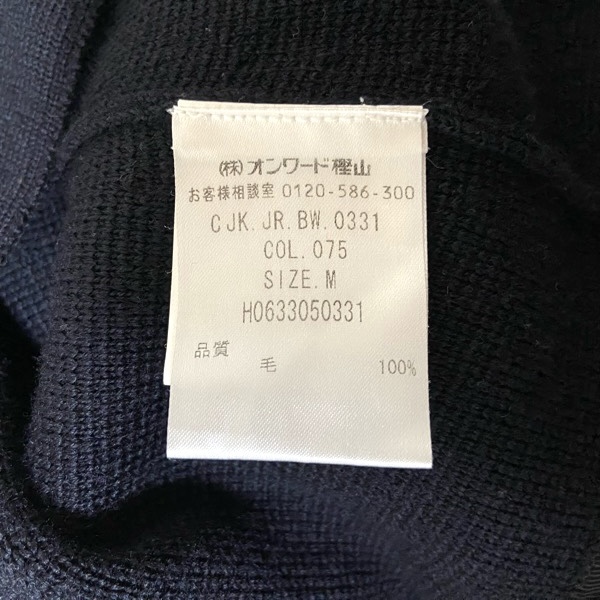 (株)オンワード樫山
お客様相談室 0120-586-300
CJK.JR.BW.0331
COL.075
SIZE.M
H0633050331
品質 毛 100%